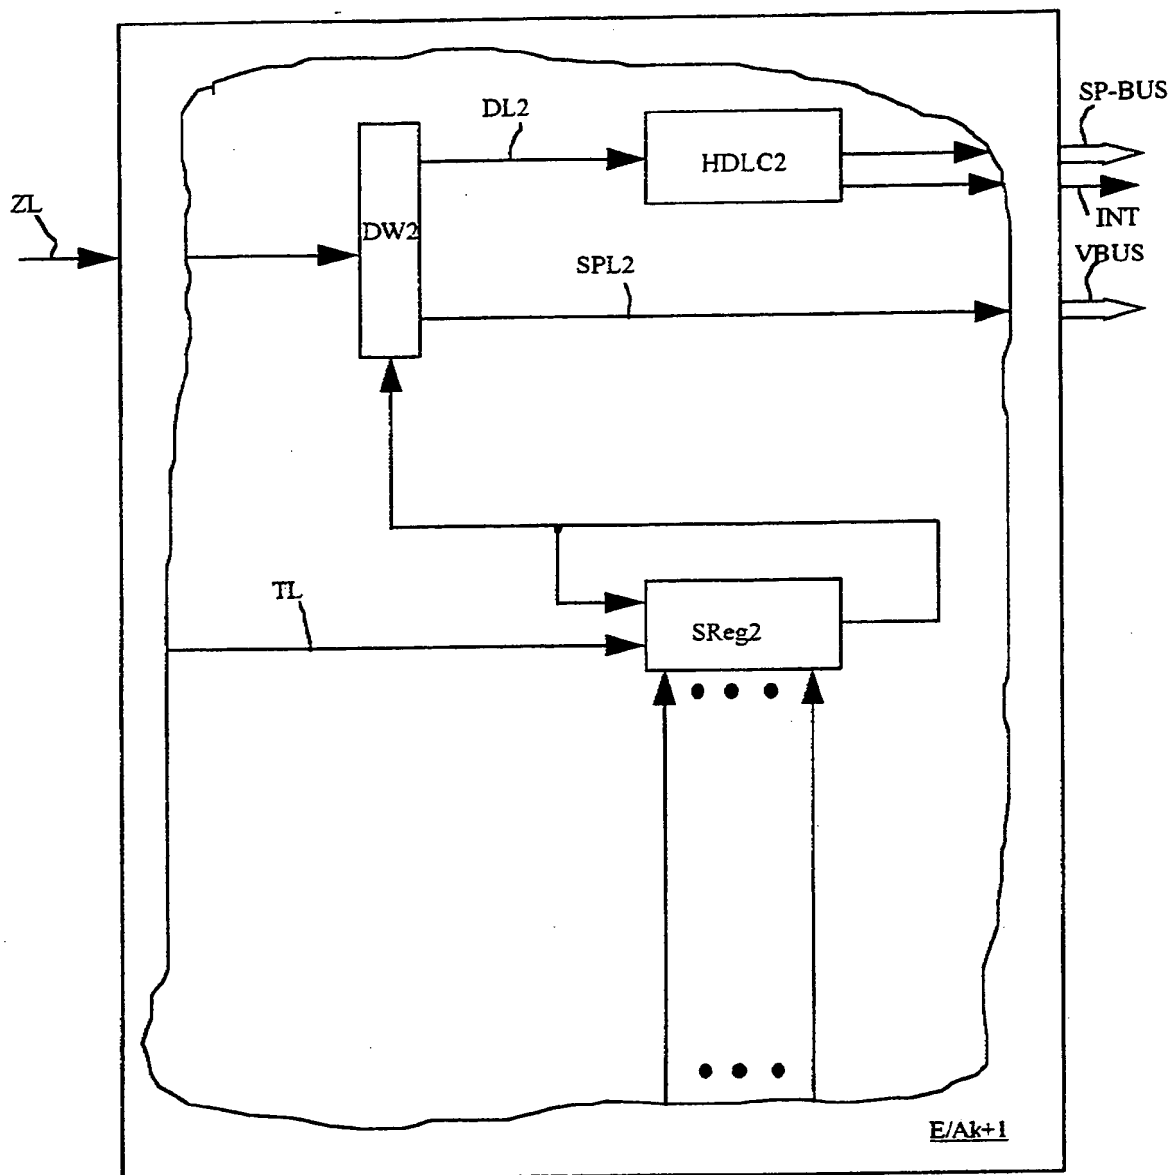 SP-BUS
DL2
HDLC2
ZL
DW2
INT
SPL2
VBUS
TL
SReg2
E/Ak+1